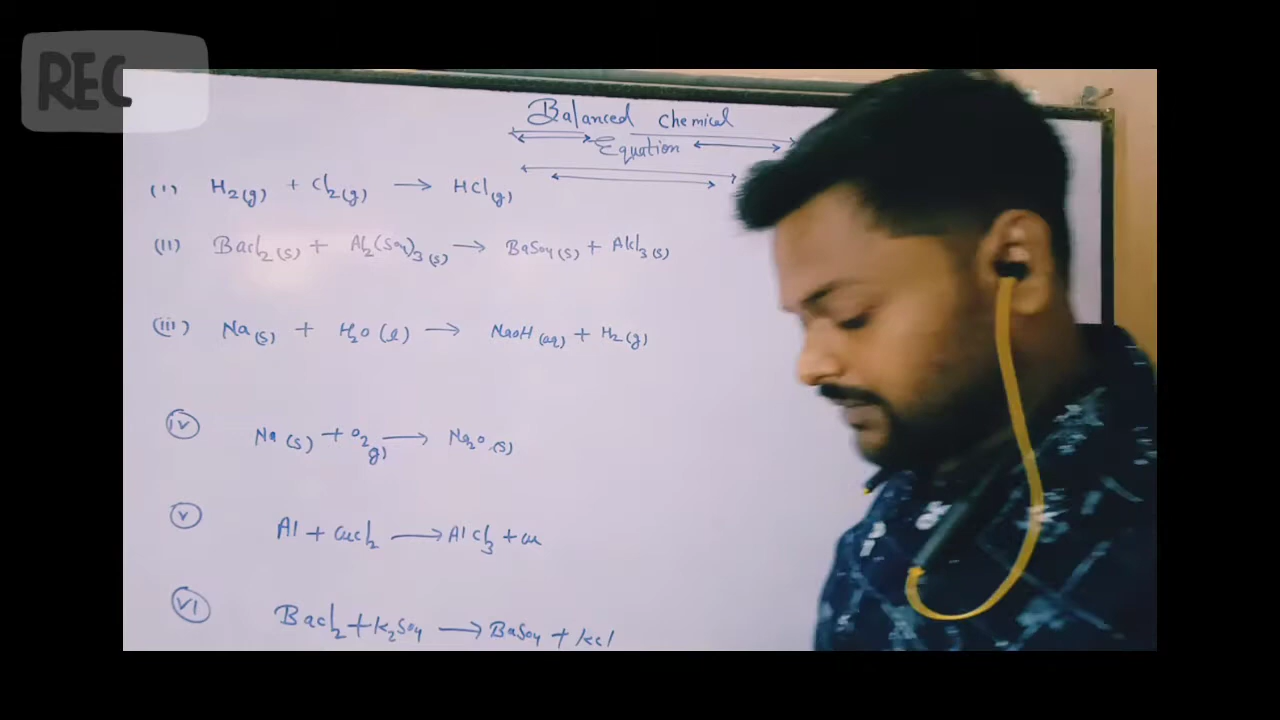 REC
Balanced chemical
Equation
(i) H₂(g) + Cl₂(g) → HCl(g)
(ii) BaCl₂(s) + Al₂(SO₄)₃(s) → BaSO₄(s) + AlCl₃(s)
(iii) Na(s) + H₂O(l) → NaOH(aq) + H₂(g)
iv Na(s) + O₂g) → Na₂O(s)
v Al + CuCl₂ → AlCl₃ + Cu
vi BaCl₂ + K₂SO₄ → BaSO₄ + KCl